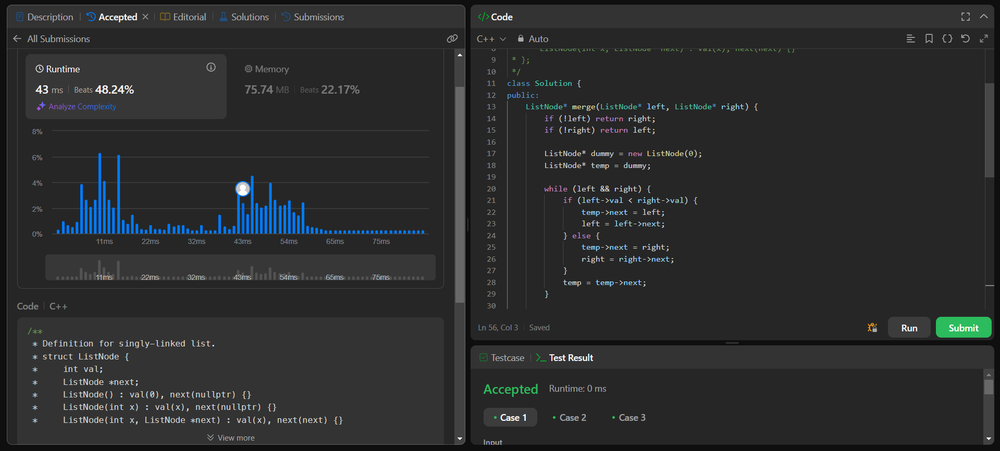 Description | Accepted × | Editorial | Solutions | Submissions
All Submissions
Runtime
43 ms | Beats 48.24%
Analyze Complexity
Memory
75.74 MB | Beats 22.17%
8%
6%
4%
2%
0%
11ms 22ms 32ms 43ms 54ms 65ms 75ms
11ms 22ms 32ms 43ms 54ms 65ms 75ms
Code | C++
/**
* Definition for singly-linked list.
* struct ListNode {
*     int val;
*     ListNode *next;
*     ListNode() : val(0), next(nullptr) {}
*     ListNode(int x) : val(x), next(nullptr) {}
*     ListNode(int x, ListNode *next) : val(x), next(next) {}
View more
</> Code
C++ Auto
8 ListNode(int x, ListNode *next) : val(x), next(next) {}
9 * };
10 */
11 class Solution {
12 public:
13     ListNode* merge(ListNode* left, ListNode* right) {
14         if (!left) return right;
15         if (!right) return left;
16
17         ListNode* dummy = new ListNode(0);
18         ListNode* temp = dummy;
19
20         while (left && right) {
21             if (left->val < right->val) {
22                 temp->next = left;
23                 left = left->next;
24             } else {
25                 temp->next = right;
26                 right = right->next;
27             }
28             temp = temp->next;
29         }
30
Ln 56, Col 3 | Saved
Run
Submit
Testcase | >_ Test Result
Accepted Runtime: 0 ms
• Case 1 • Case 2 • Case 3
Input